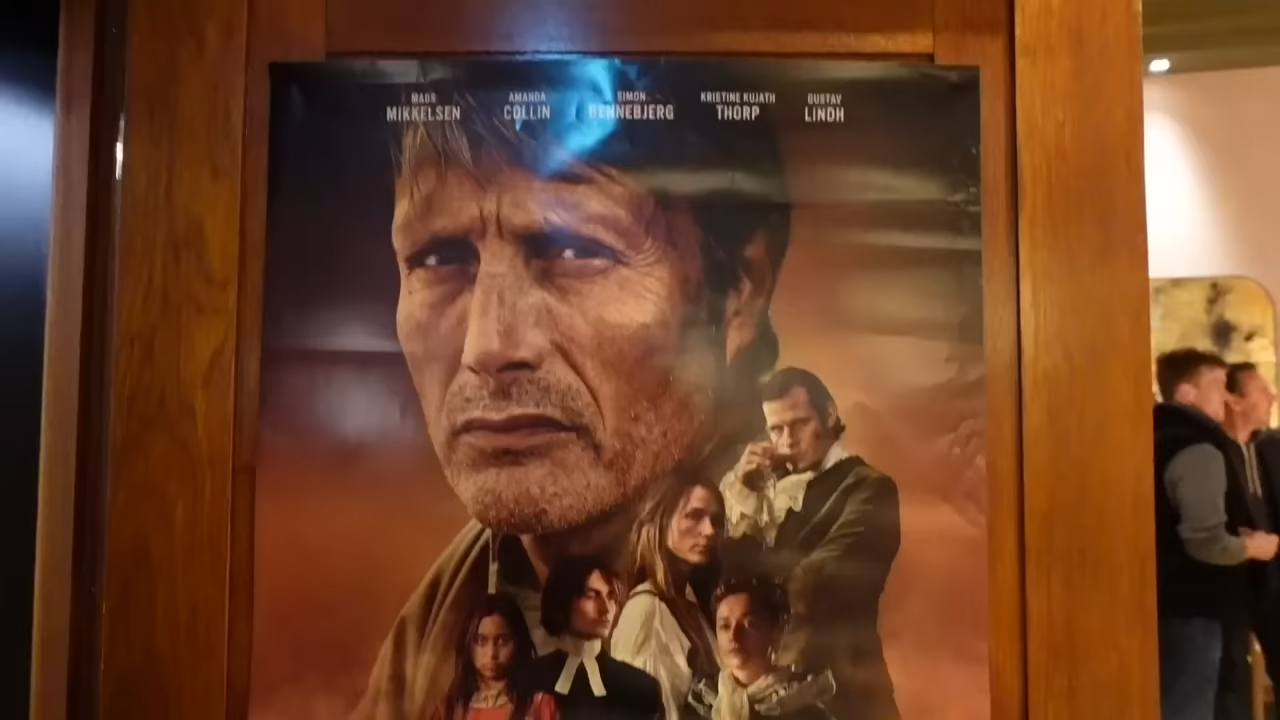 MADS AMANDA SIMON KRISTINE KUJATH GUSTAV
MIKKELSEN COLLIN BENNEBJERG THORP LINDH